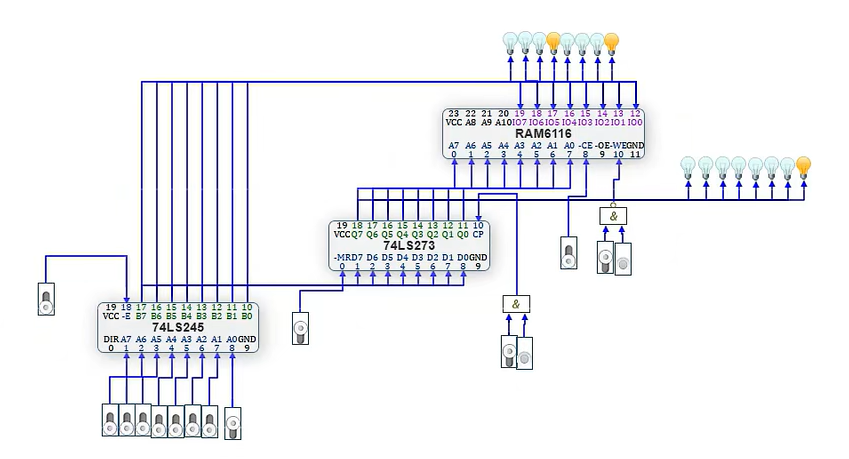 23 22 21 20 19 18 17 16 15 14 13 12
VCC A8 A9 A10 IO7 IO6 IO5 IO4 IO3 IO2 IO1 IO0
RAM6116
A7 A6 A5 A4 A3 A2 A1 A0 -CE -OE -WE GND
0 1 2 3 4 5 6 7 8 9 10 11
&
19 18 17 16 15 14 13 12 11 10
VCC Q7 Q6 Q5 Q4 Q3 Q2 Q1 Q0 CP
74LS273
-MR D7 D6 D5 D4 D3 D2 D1 D0 GND
0 1 2 3 4 5 6 7 8 9
&
19 18 17 16 15 14 13 12 11 10
VCC -E B7 B6 B5 B4 B3 B2 B1 B0
74LS245
DIR A7 A6 A5 A4 A3 A2 A1 A0 GND
0 1 2 3 4 5 6 7 8 9